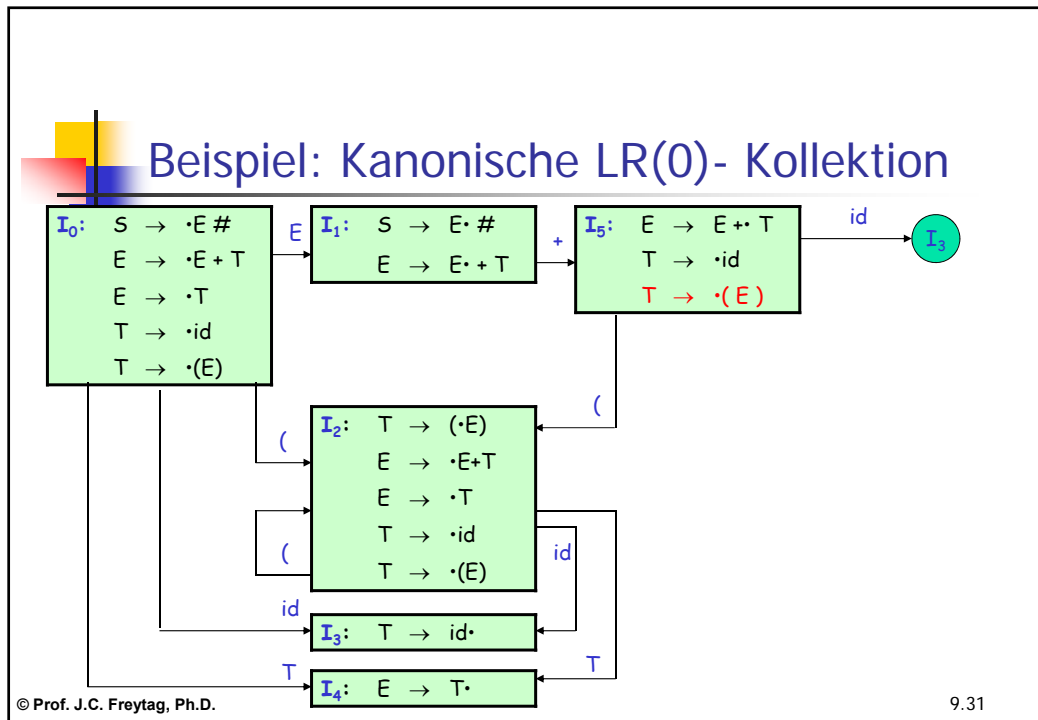 Beispiel: Kanonische LR(0)- Kollektion
I₀: S → ·E #
E → ·E + T
E → ·T
T → ·id
T → ·(E)
E
I₁: S → E· #
E → E· + T
+
I₅: E → E +· T
T → ·id
T → ·( E )
id
I₃
(
(
I₂: T → (·E)
E → ·E+T
E → ·T
T → ·id
T → ·(E)
(
id
id
I₃: T → id·
T
T
I₄: E → T·
© Prof. J.C. Freytag, Ph.D.
9.31